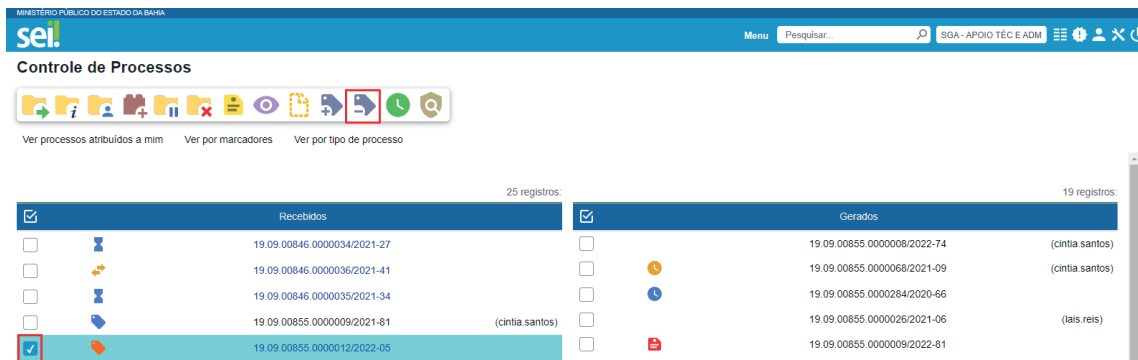 MINISTÉRIO PÚBLICO DO ESTADO DA BAHIA
sei!
Menu Pesquisar... SGA - APOIO TÉC E ADM
Controle de Processos
Ver processos atribuídos a mim Ver por marcadores Ver por tipo de processo
25 registros:
Recebidos
19.09.00846.0000034/2021-27
19.09.00846.0000036/2021-41
19.09.00846.0000035/2021-34
19.09.00855.0000009/2021-81 (cintia.santos)
19.09.00855.0000012/2022-05
19 registros:
Gerados
19.09.00855.0000008/2022-74 (cintia.santos)
19.09.00855.0000068/2021-09 (cintia.santos)
19.09.00855.0000284/2020-66
19.09.00855.0000026/2021-06 (lais.reis)
19.09.00855.0000009/2022-81